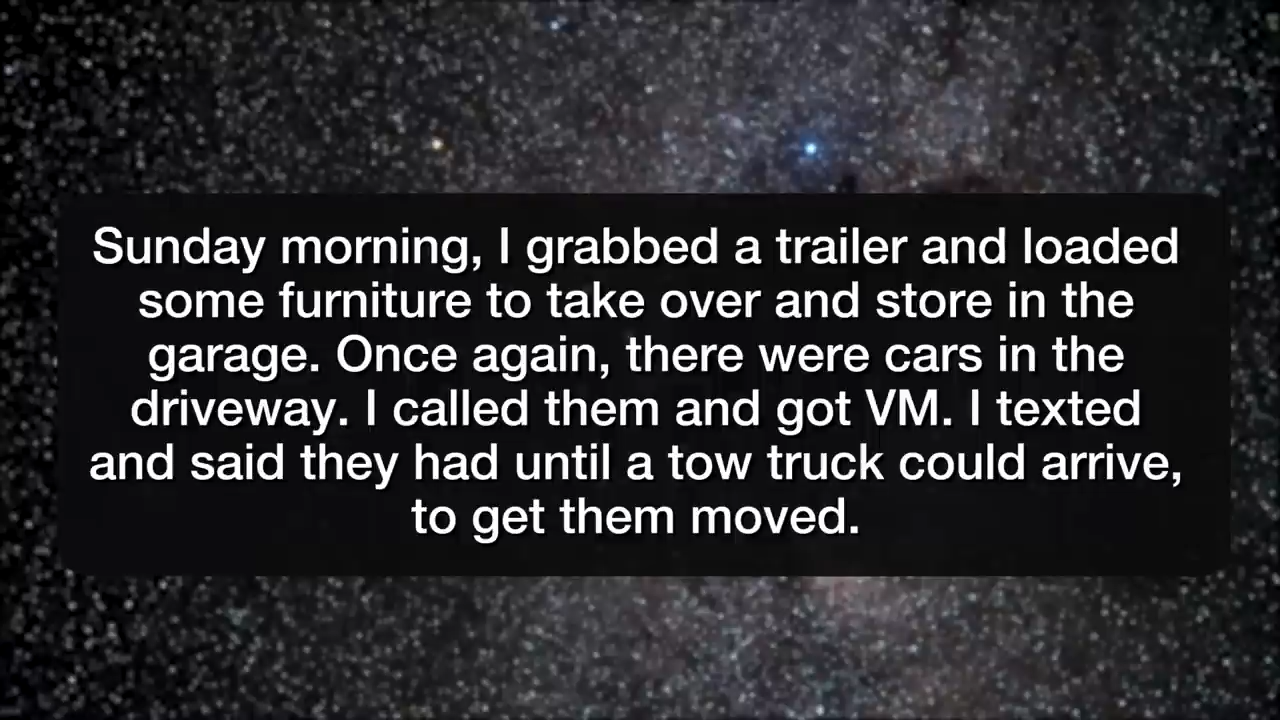 Sunday morning, I grabbed a trailer and loaded
some furniture to take over and store in the
garage. Once again, there were cars in the
driveway. I called them and got VM. I texted
and said they had until a tow truck could arrive,
to get them moved.